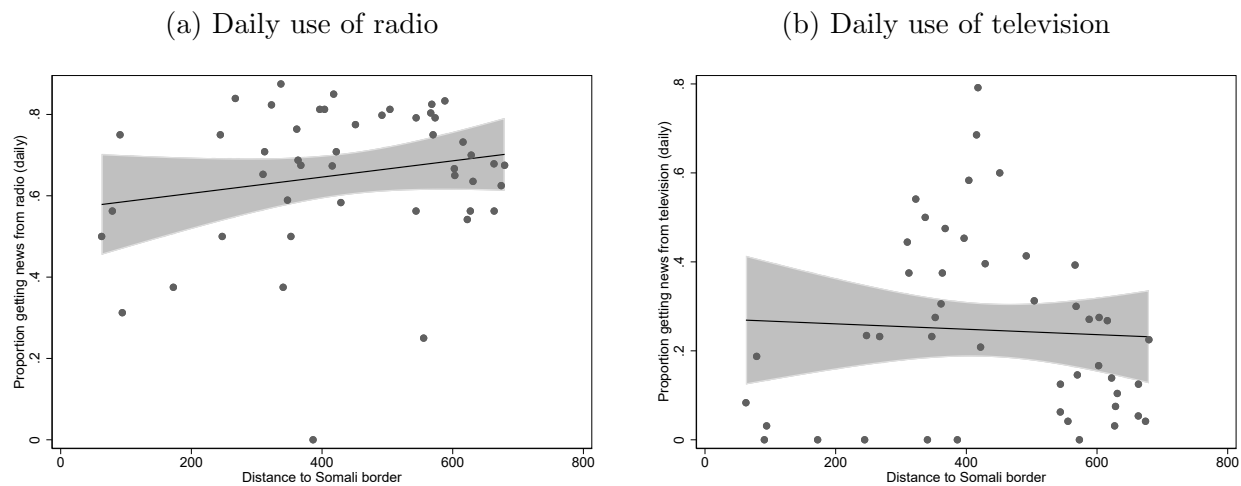 (a) Daily use of radio
Proportion getting news from radio (daily)
.8
.6
.4
.2
0
0 200 400 600 800
Distance to Somali border
(b) Daily use of television
Proportion getting news from television (daily)
.8
.6
.4
.2
0
0 200 400 600 800
Distance to Somali border